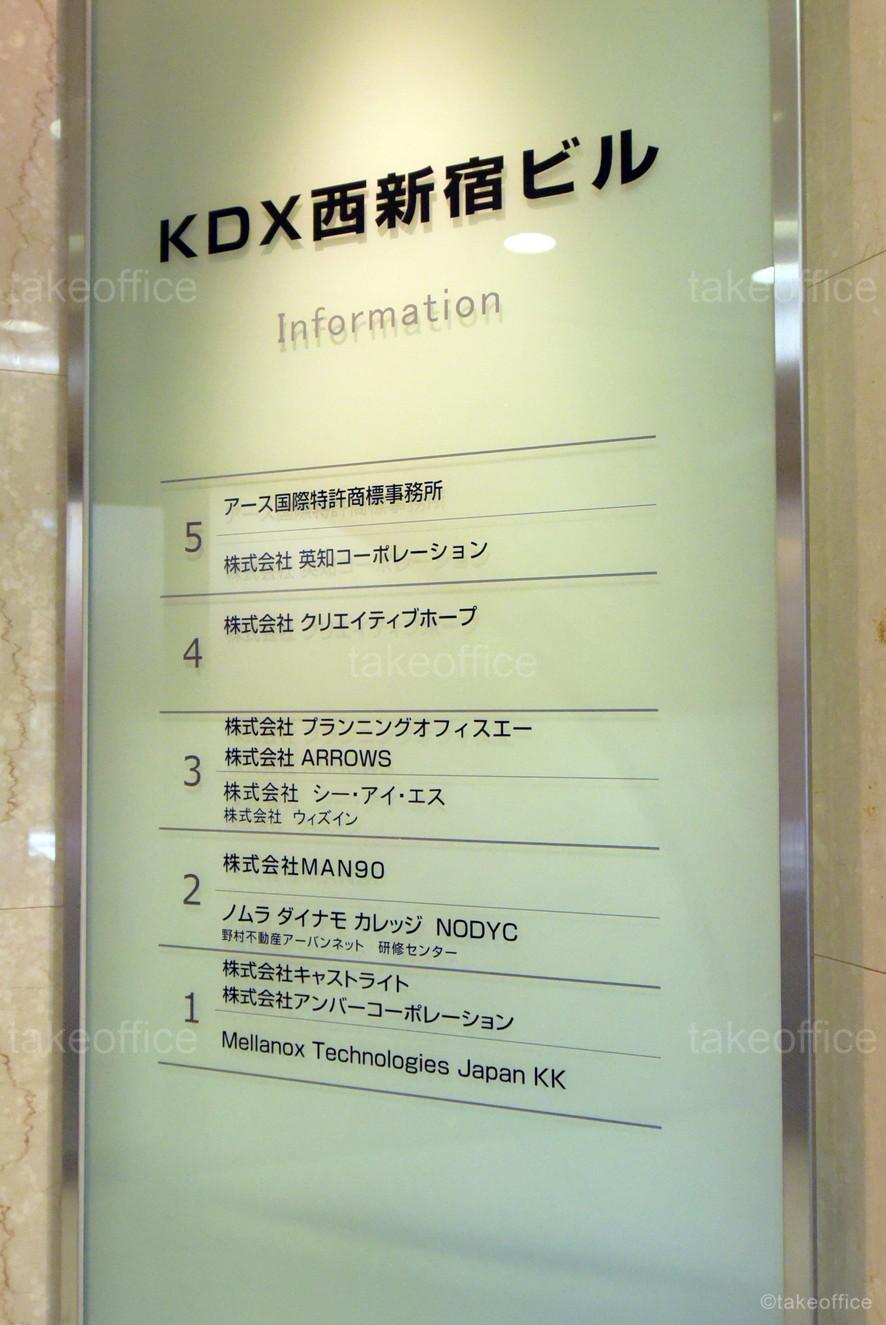 KDX西新宿ビル
takeoffice takeoffice
Information
5
アース国際特許商標事務所
株式会社 英知コーポレーション
4
株式会社 クリエイティブホープ
takeoffice
3
株式会社 プランニングオフィスエー
株式会社 ARROWS
株式会社 シー・アイ・エス
株式会社 ウィズイン
2
株式会社MAN90
ノムラ ダイナモ カレッジ NODYC
野村不動産アーバンネット 研修センター
1
株式会社キャストライト
株式会社アンバーコーポレーション
takeoffice takeoffice
Mellanox Technologies Japan KK
©takeoffice